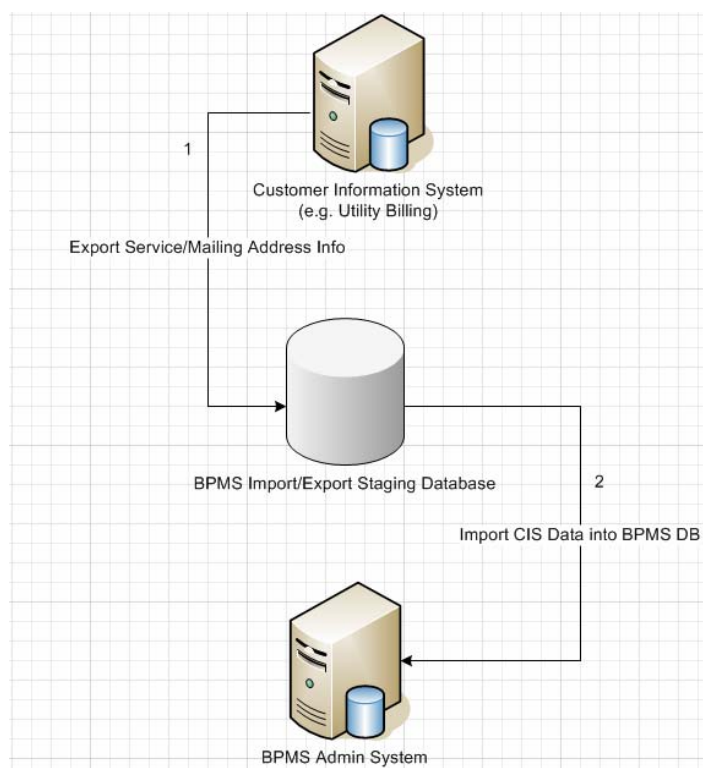 1
Customer Information System
(e.g. Utility Billing)
Export Service/Mailing Address Info
BPMS Import/Export Staging Database
2
Import CIS Data into BPMS DB
BPMS Admin System